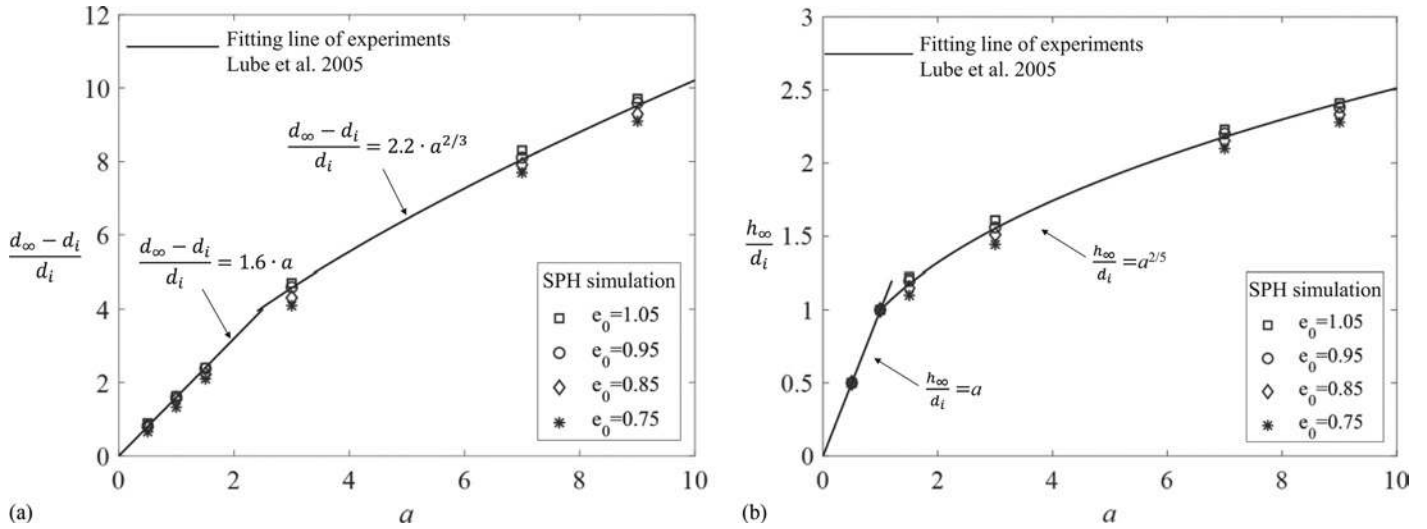 12
10
8
6
4
2
0
0
2
4
6
8
10
Fitting line of experiments
Lube et al. 2005
(d∞ − di)/di = 2.2 · a^2/3
(d∞ − di)/di = 1.6 · a
(d∞ − di)/di
SPH simulation
e0=1.05
e0=0.95
e0=0.85
e0=0.75
(a)
a
3
2.5
2
1.5
1
0.5
0
0
2
4
6
8
10
Fitting line of experiments
Lube et al. 2005
h∞/di
h∞/di =a^2/5
h∞/di =a
SPH simulation
e0=1.05
e0=0.95
e0=0.85
e0=0.75
(b)
a